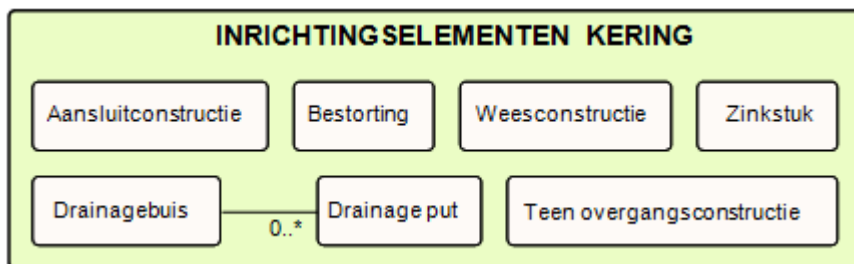 INRICHTINGSELEMENTEN KERING
Aansluitconstructie Bestorting Weesconstructie Zinkstuk
Drainagebuis 0..* Drainage put Teen overgangsconstructie